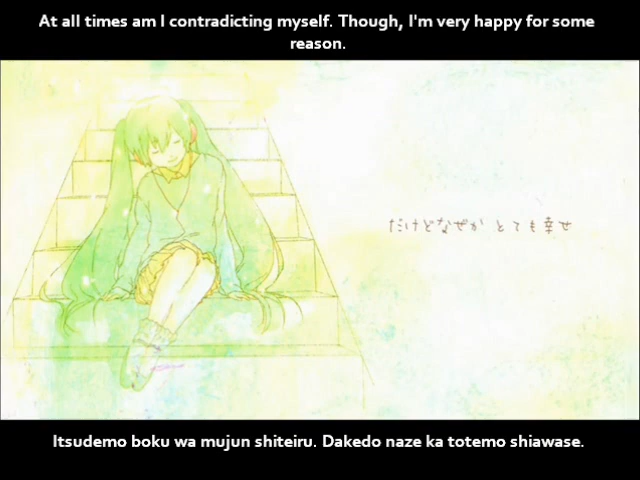 At all times am I contradicting myself. Though, I'm very happy for some
reason.
だけどなぜか とても幸せ
Itsudemo boku wa mujun shiteiru. Dakedo naze ka totemo shiawase.